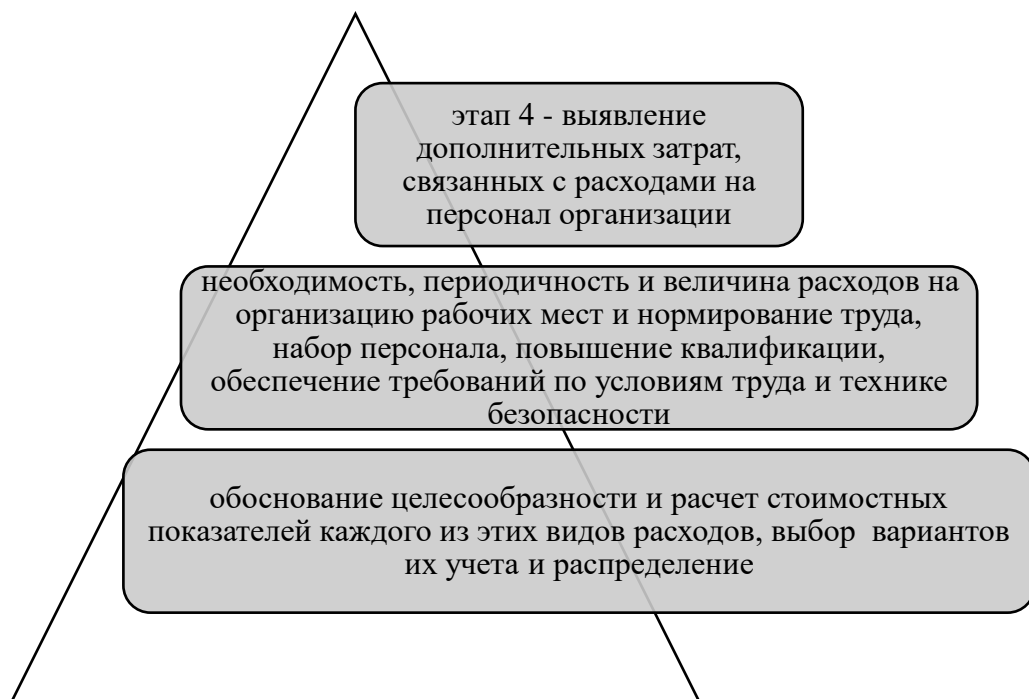 этап 4 - выявление
дополнительных затрат,
связанных с расходами на
персонал организации
необходимость, периодичность и величина расходов на
организацию рабочих мест и нормирование труда,
набор персонала, повышение квалификации,
обеспечение требований по условиям труда и технике
безопасности
обоснование целесообразности и расчет стоимостных
показателей каждого из этих видов расходов, выбор  вариантов
их учета и распределение